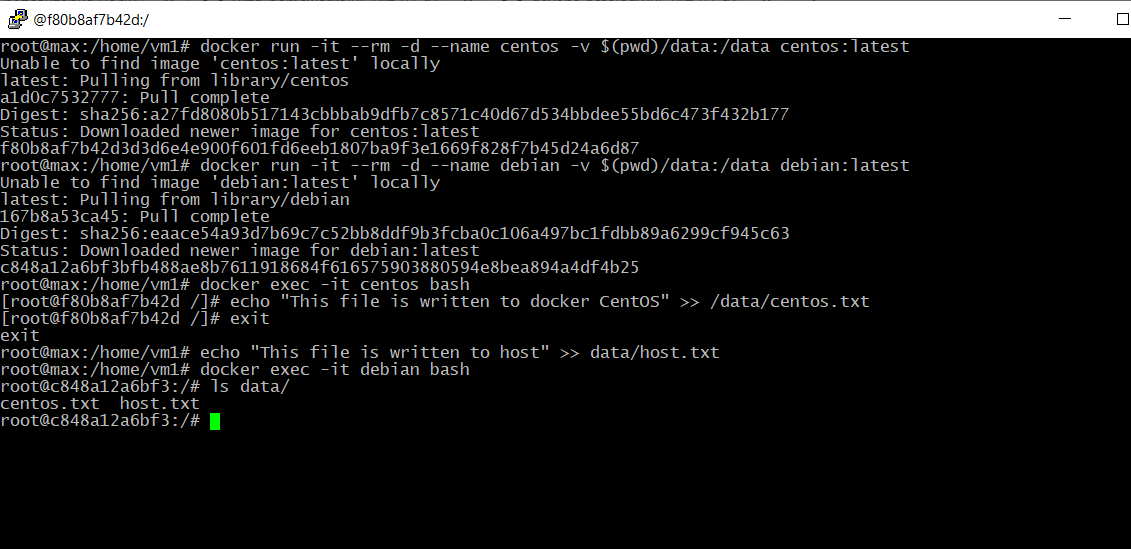 @f80b8af7b42d:/
root@max:/home/vm1# docker run -it --rm -d --name centos -v $(pwd)/data:/data centos:latest
Unable to find image 'centos:latest' locally
latest: Pulling from library/centos
a1d0c7532777: Pull complete
Digest: sha256:a27fd8080b517143cbbbab9dfb7c8571c40d67d534bbdee55bd6c473f432b177
Status: Downloaded newer image for centos:latest
f80b8af7b42d3d3d6e4e900f601fd6eeb1807ba9f3e1669f828f7b45d24a6d87
root@max:/home/vm1# docker run -it --rm -d --name debian -v $(pwd)/data:/data debian:latest
Unable to find image 'debian:latest' locally
latest: Pulling from library/debian
167b8a53ca45: Pull complete
Digest: sha256:eaace54a93d7b69c7c52bb8ddf9b3fcba0c106a497bc1fdbb89a6299cf945c63
Status: Downloaded newer image for debian:latest
c848a12a6bf3bfb488ae8b7611918684f616575903880594e8bea894a4df4b25
root@max:/home/vm1# docker exec -it centos bash
[root@f80b8af7b42d /]# echo "This file is written to docker CentOS" >> /data/centos.txt
[root@f80b8af7b42d /]# exit
exit
root@max:/home/vm1# echo "This file is written to host" >> data/host.txt
root@max:/home/vm1# docker exec -it debian bash
root@c848a12a6bf3:/# ls data/
centos.txt  host.txt
root@c848a12a6bf3:/#